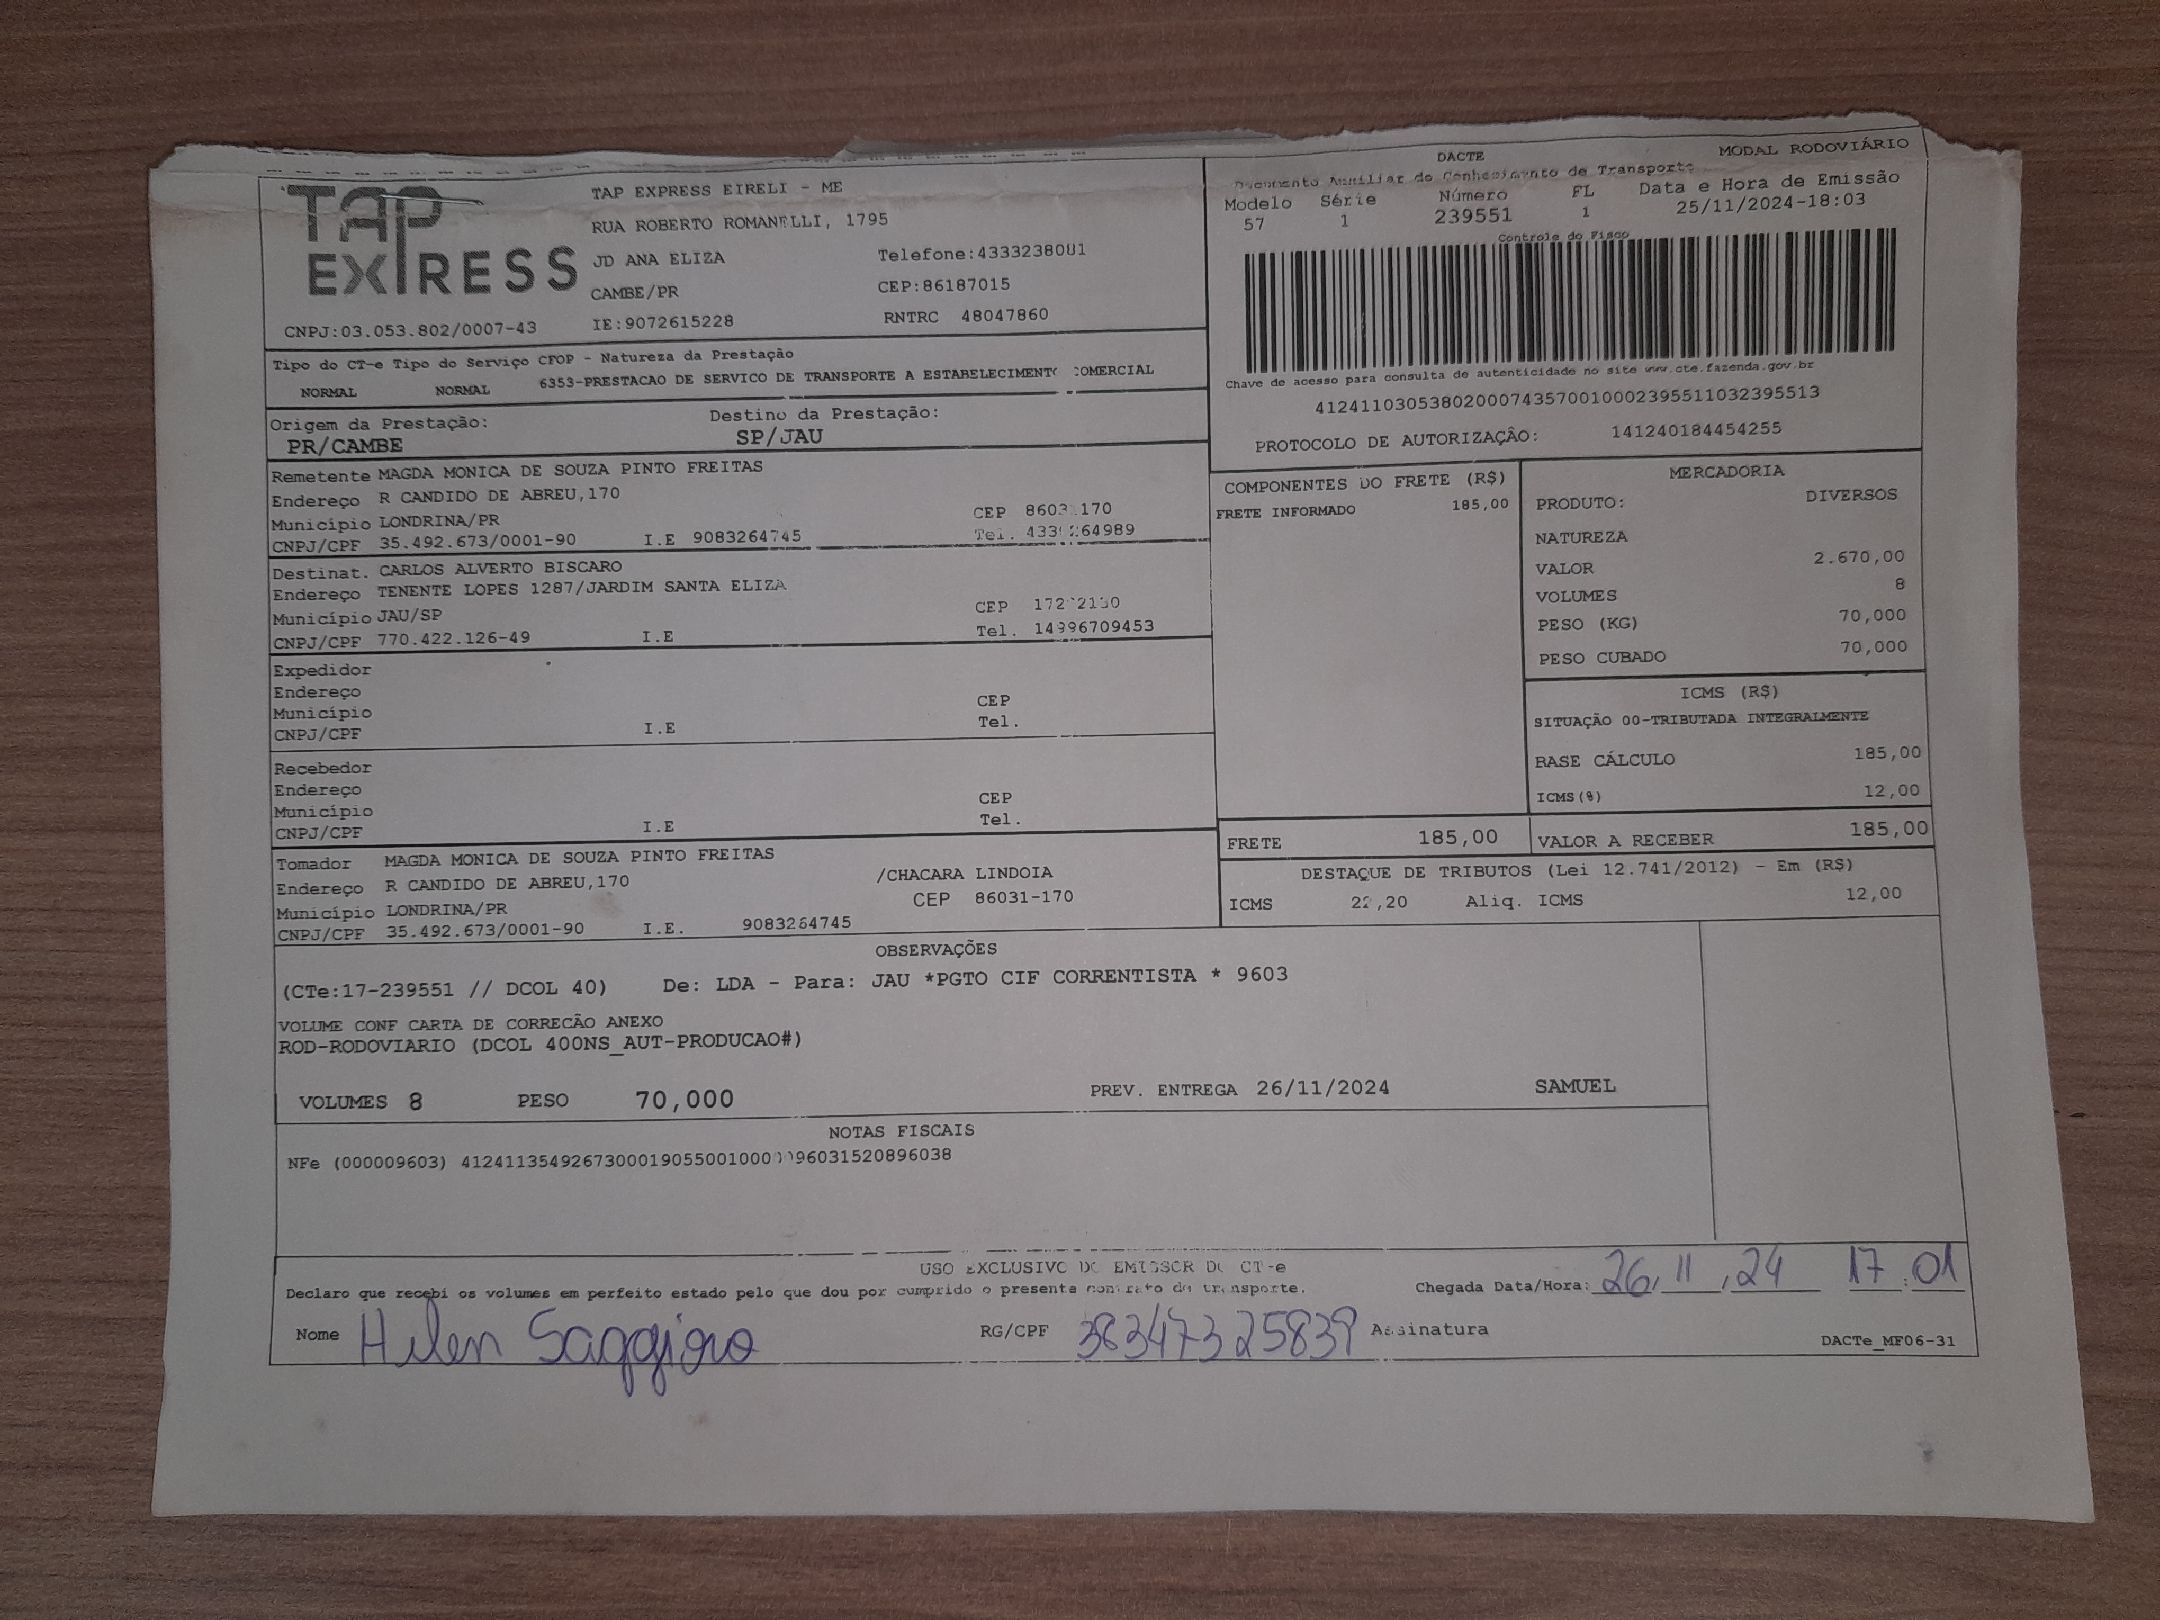 TAP EXPRESS
TAP EXPRESS EIRELI - ME
RUA ROBERTO ROMANELLI, 1795
JD ANA ELIZA Telefone:4333238081
CAMBE/PR CEP:86187015
CNPJ:03.053.802/0007-43 IE:9072615228 RNTRC 48047860
DACTE MODAL RODOVIÁRIO
Documento Auxiliar do Conhecimento de Transporte
Modelo Série Número FL Data e Hora de Emissão
57 1 239551 1 25/11/2024-18:03
Controle do Fisco
Chave de acesso para consulta de autenticidade no site www.cte.fazenda.gov.br
41241103053802000743570010002395511032395513
PROTOCOLO DE AUTORIZAÇÃO: 141240184454255
Tipo do CT-e Tipo do Serviço CFOP - Natureza da Prestação
NORMAL NORMAL 6353-PRESTACAO DE SERVICO DE TRANSPORTE A ESTABELECIMENTO COMERCIAL
Origem da Prestação: Destino da Prestação:
PR/CAMBE SP/JAU
Remetente MAGDA MONICA DE SOUZA PINTO FREITAS
Endereço R CANDIDO DE ABREU,170
Município LONDRINA/PR CEP
CNPJ/CPF 35.492.673/0001-90 I.E 9083264745 Tel.
Destinat. CARLOS ALVERTO BISCARO
Endereço TENENTE LOPES 1287/JARDIM SANTA ELIZA
Município JAU/SP CEP
CNPJ/CPF 770.422.126-49 I.E Tel. 14996709453
Expedidor
Endereço
Município CEP
CNPJ/CPF I.E Tel.
Recebedor
Endereço
Município CEP
CNPJ/CPF I.E Tel.
Tomador MAGDA MONICA DE SOUZA PINTO FREITAS
Endereço R CANDIDO DE ABREU,170 /CHACARA LINDOIA
Município LONDRINA/PR CEP 86031-170
CNPJ/CPF 35.492.673/0001-90 I.E. 9083264745
COMPONENTES DO FRETE (R$)
FRETE INFORMADO 185,00
MERCADORIA
PRODUTO: DIVERSOS
NATUREZA
VALOR 2.670,00
VOLUMES 8
PESO (KG) 70,000
PESO CUBADO 70,000
ICMS (R$)
SITUAÇÃO 00-TRIBUTADA INTEGRALMENTE
BASE CÁLCULO 185,00
ICMS(%) 12,00
FRETE 185,00 VALOR A RECEBER 185,00
DESTAQUE DE TRIBUTOS (Lei 12.741/2012) - Em (R$)
ICMS 22,20 Aliq. ICMS 12,00
OBSERVAÇÕES
(CTe:17-239551 // DCOL 40) De: LDA - Para: JAU *PGTO CIF CORRENTISTA * 9603
VOLUME CONF CARTA DE CORRECÃO ANEXO
ROD-RODOVIARIO (DCOL 400NS_AUT-PRODUCAO#)
VOLUMES 8 PESO 70,000 PREV. ENTREGA 26/11/2024 SAMUEL
NOTAS FISCAIS
NFe (000009603)
USO EXCLUSIVO DO EMISSOR DO CT-e
Declaro que recebi os volumes em perfeito estado pelo que dou por cumprido o presente contrato de transporte. Chegada Data/Hora: 26,11,24 17:01
Nome Helen Saggioro RG/CPF 38347325839 Assinatura
DACTe_MF06-31